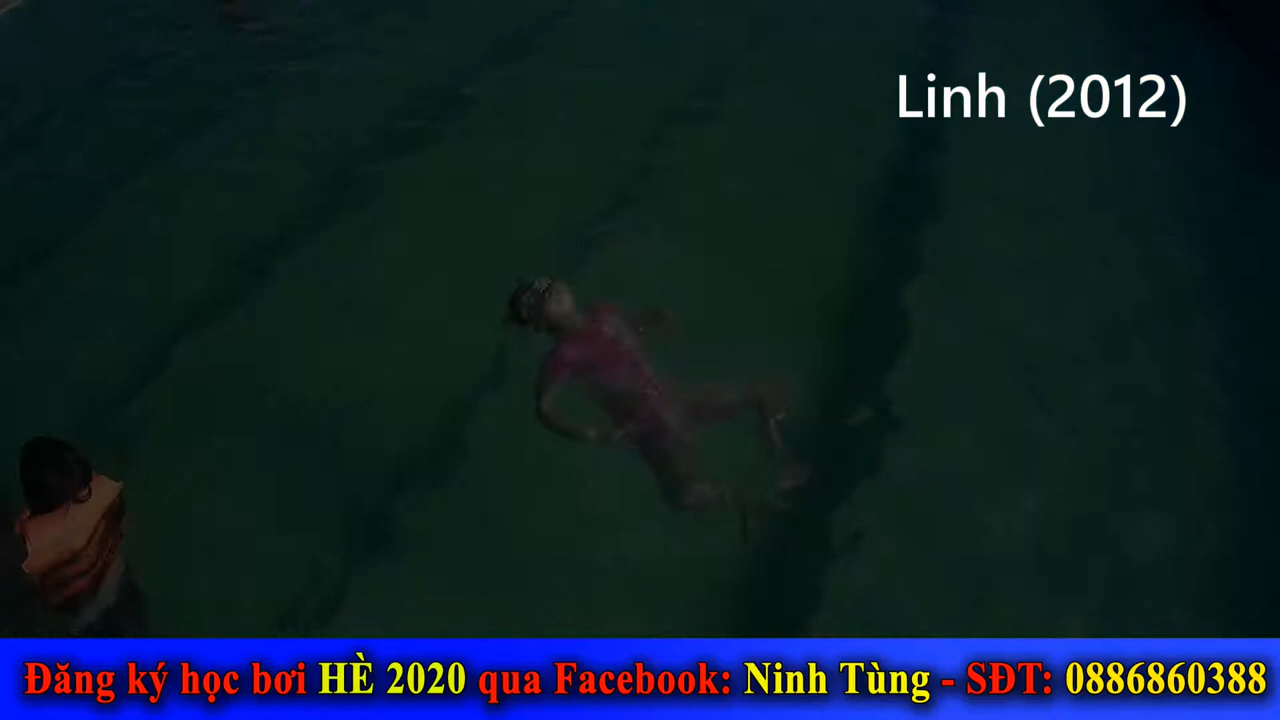 Linh (2012)
Đăng ký học bơi HÈ 2020 qua Facebook: Ninh Tùng - SĐT: 0886860388